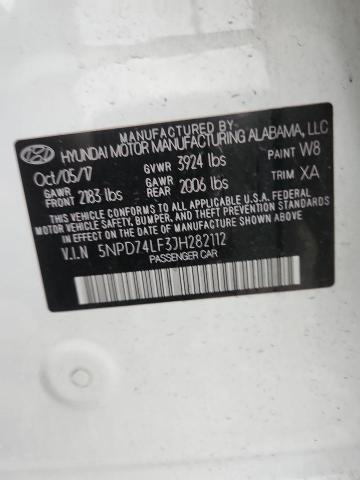 MANUFACTURED BY
HYUNDAI MOTOR MANUFACTURING ALABAMA, LLC
Oct/05/17 GVWR 3924 lbs PAINT W8
GAWR FRONT 2183 lbs GAWR REAR 2006 lbs TRIM XA
THIS VEHICLE CONFORMS TO ALL APPLICABLE FEDERAL
MOTOR VEHICLE SAFETY, BUMPER, AND THEFT PREVENTION
STANDARDS IN EFFECT ON THE DATE OF MANUFACTURE SHOWN ABOVE.
V.I.N 5NPD74LF3JH282112
PASSENGER CAR